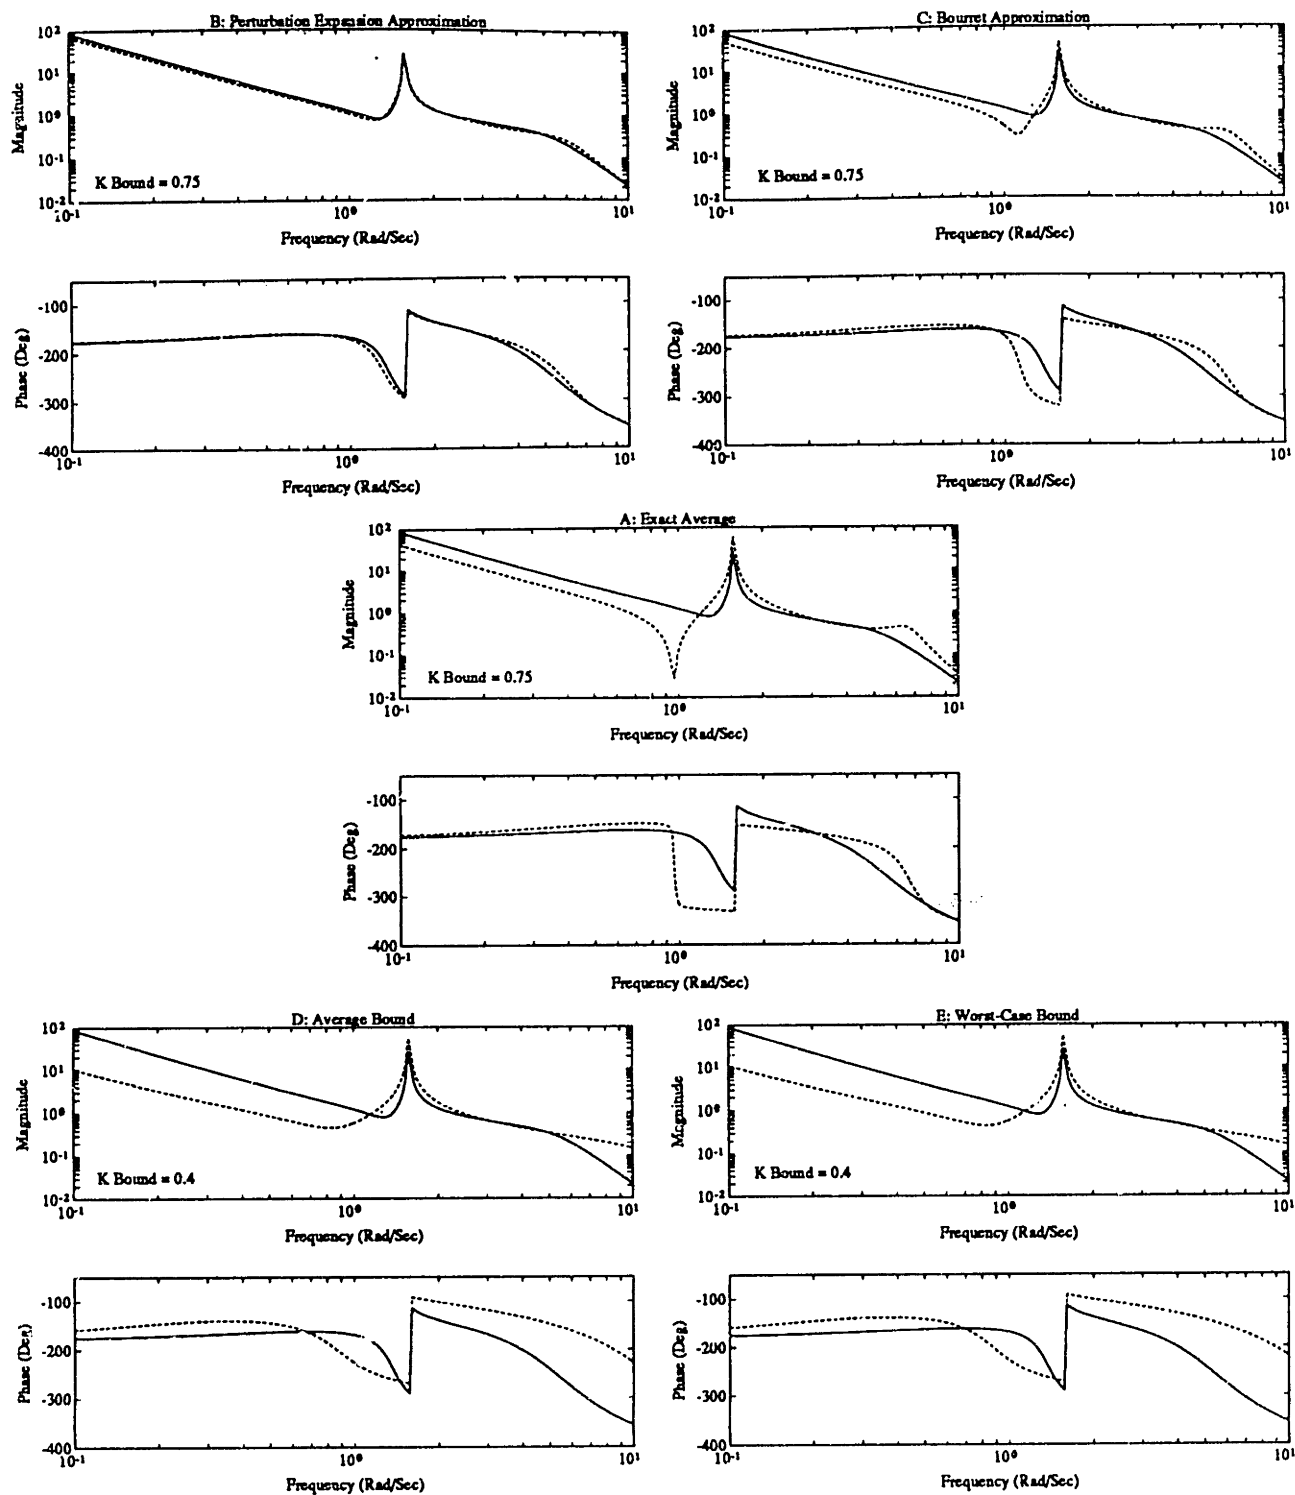 B: Perturbation Expansion Approximation
10²
10¹
10⁰
10⁻¹
10⁻²
Magnitude
K Bound = 0.75
10⁻¹
10⁰
10¹
Frequency (Rad/Sec)
-100
-200
-300
-400
Phase (Deg)
10⁻¹
10⁰
10¹
Frequency (Rad/Sec)
C: Bourret Approximation
10²
10¹
10⁰
10⁻¹
10⁻²
Magnitude
K Bound = 0.75
10⁻¹
10⁰
10¹
Frequency (Rad/Sec)
-100
-200
-300
-400
Phase (Deg)
10⁻¹
10⁰
10¹
Frequency (Rad/Sec)
A: Exact Average
10²
10¹
10⁰
10⁻¹
10⁻²
Magnitude
K Bound = 0.75
10⁻¹
10⁰
10¹
Frequency (Rad/Sec)
-100
-200
-300
-400
Phase (Deg)
10⁻¹
10⁰
10¹
Frequency (Rad/Sec)
D: Average Bound
10²
10¹
10⁰
10⁻¹
10⁻²
Magnitude
K Bound = 0.4
10⁻¹
10⁰
10¹
Frequency (Rad/Sec)
-100
-200
-300
-400
Phase (Deg)
10⁻¹
10⁰
10¹
Frequency (Rad/Sec)
E: Worst-Case Bound
10²
10¹
10⁰
10⁻¹
10⁻²
Magnitude
K Bound = 0.4
10⁻¹
10⁰
10¹
Frequency (Rad/Sec)
-100
-200
-300
-400
Phase (Deg)
10⁻¹
10⁰
10¹
Frequency (Rad/Sec)